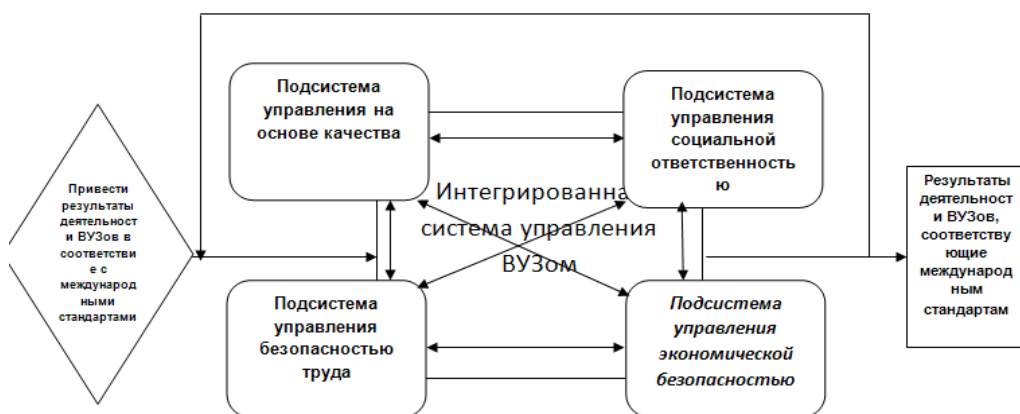 Подсистема
управления на
основе качества
Подсистема
управления
социальной
ответственность
ю
Привести
результаты
деятельност
и ВУЗов в
соответстви
е с
международ
ными
стандартами
Интегрированна
система управления
ВУЗом
Результаты
деятельност
и ВУЗов,
соответству
ющие
международ
ным
стандартам
Подсистема
управления
безопасностью
труда
Подсистема
управления
экономической
безопасностью